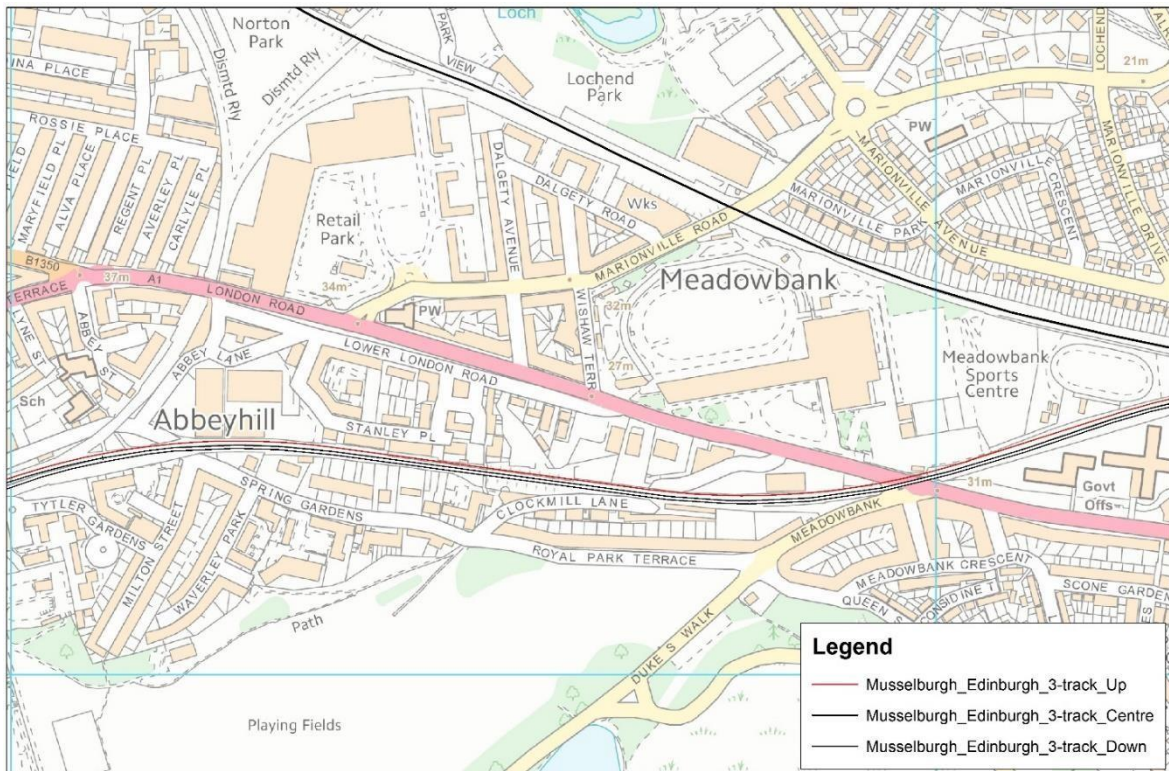 Norton
Park
Loch
PARK
VIEW
Dismtd Rly
Dismtd Rly
Lochend
Park
LOCHEND
21m
INA PLACE
ROSSIE PLACE
PW
MARYFIELD
ALVA PLACE
REGENT PL
WAVERLEY PL
CARLYLE PL
DALGETY AVENUE
DALGETY ROAD
Wks
MARIONVILLE ROAD
MARIONVILLE AVENUE
MARIONVILLE PARK
MARIONVILLE
CRESCENT
MARIONVILLE DRIVE
Retail
Park
B1350
TERRACE
37m
A1
LONDON ROAD
34m
PW
Meadowbank
WISHAW TERR
32m
27m
LOWER LONDON ROAD
ABBEY LANE
Sch
Abbeyhill
STANLEY PL
Meadowbank
Sports
Centre
31m
Govt
Offs
TYTLER GARDENS
SPRING GARDENS
MILTON STREET
WAVERLEY PARK
CLOCKMILL LANE
ROYAL PARK TERRACE
MEADOWBANK
MEADOWBANK CRESCENT
SCONE GARDE
QUEEN
Path
DUKE S WALK
Playing Fields
Legend
Musselburgh_Edinburgh_3-track_Up
Musselburgh_Edinburgh_3-track_Centre
Musselburgh_Edinburgh_3-track_Down